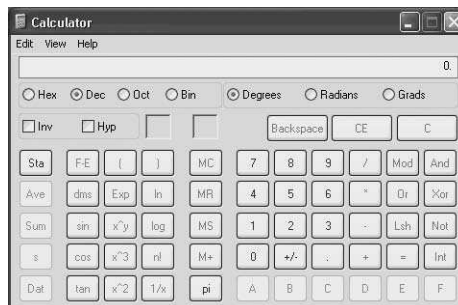 Calculator
Edit View Help
0.
Hex Dec Oct Bin Degrees Radians Grads
Inv Hyp Backspace CE C
Sta F-E ( ) MC 7 8 9 / Mod And
Ave dms Exp ln MR 4 5 6 * Or Xor
Sum sin x^y log MS 1 2 3 - Lsh Not
s cos x^3 n! M+ 0 +/- . + = Int
Dat tan x^2 1/x pi A B C D E F